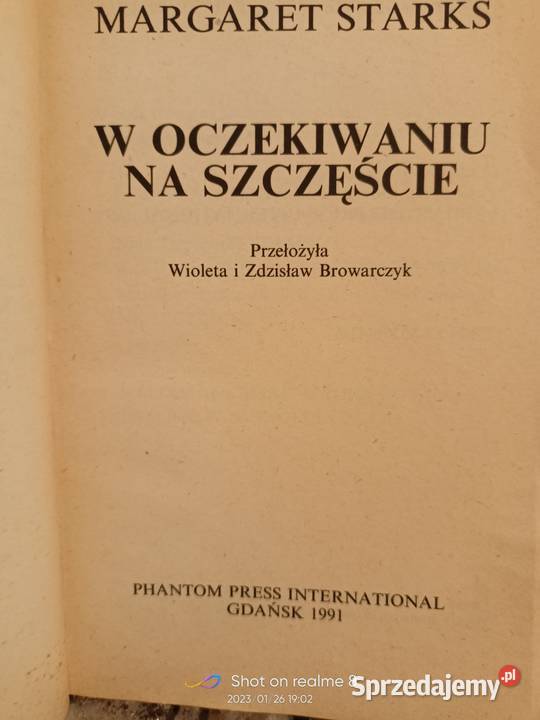 MARGARET STARKS
W OCZEKIWANIU
NA SZCZĘŚCIE
Przełożyła
Wioleta i Zdzisław Browarczyk
PHANTOM PRESS INTERNATIONAL
GDAŃSK 1991
Shot on realme 8
2023/01/26 19:02
Sprzedajemy.pl